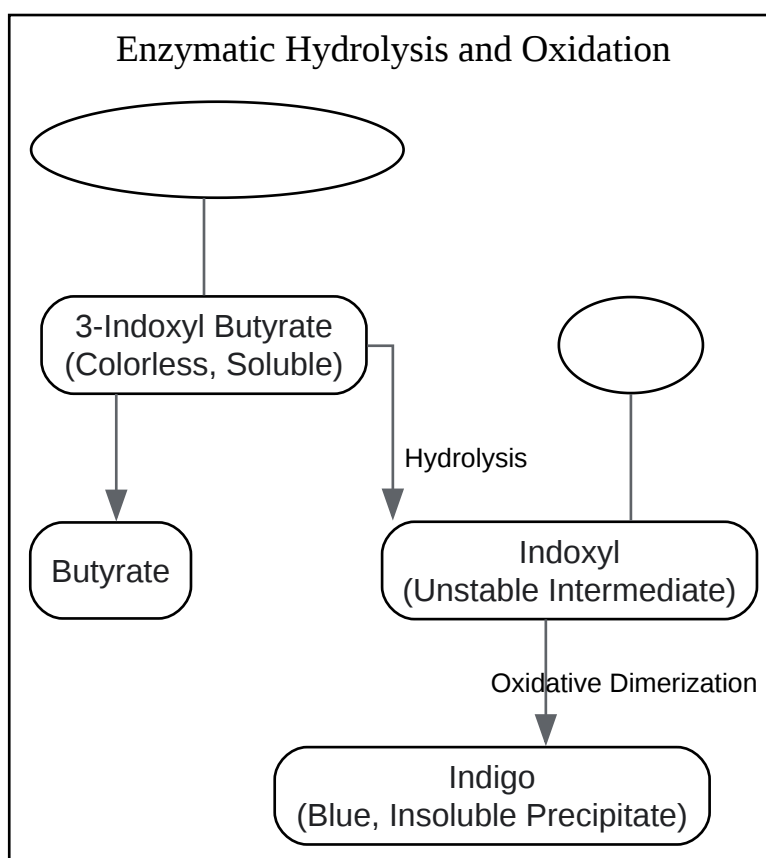 Enzymatic Hydrolysis and Oxidation
3-Indoxyl Butyrate
(Colorless, Soluble)
Hydrolysis
Butyrate
Indoxyl
(Unstable Intermediate)
Oxidative Dimerization
Indigo
(Blue, Insoluble Precipitate)